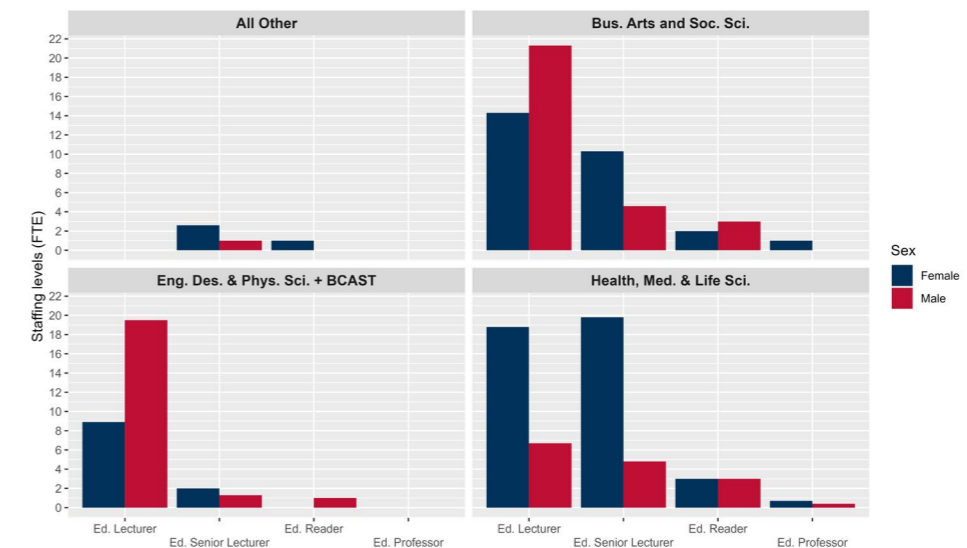 All Other
Bus. Arts and Soc. Sci.
22
20
18
16
14
12
10
8
6
4
2
0
Staffing levels (FTE)
Eng. Des. & Phys. Sci. + BCAST
Health, Med. & Life Sci.
22
20
18
16
14
12
10
8
6
4
2
0
Ed. Lecturer
Ed. Senior Lecturer
Ed. Reader
Ed. Professor
Ed. Lecturer
Ed. Senior Lecturer
Ed. Reader
Ed. Professor
Sex
Female
Male